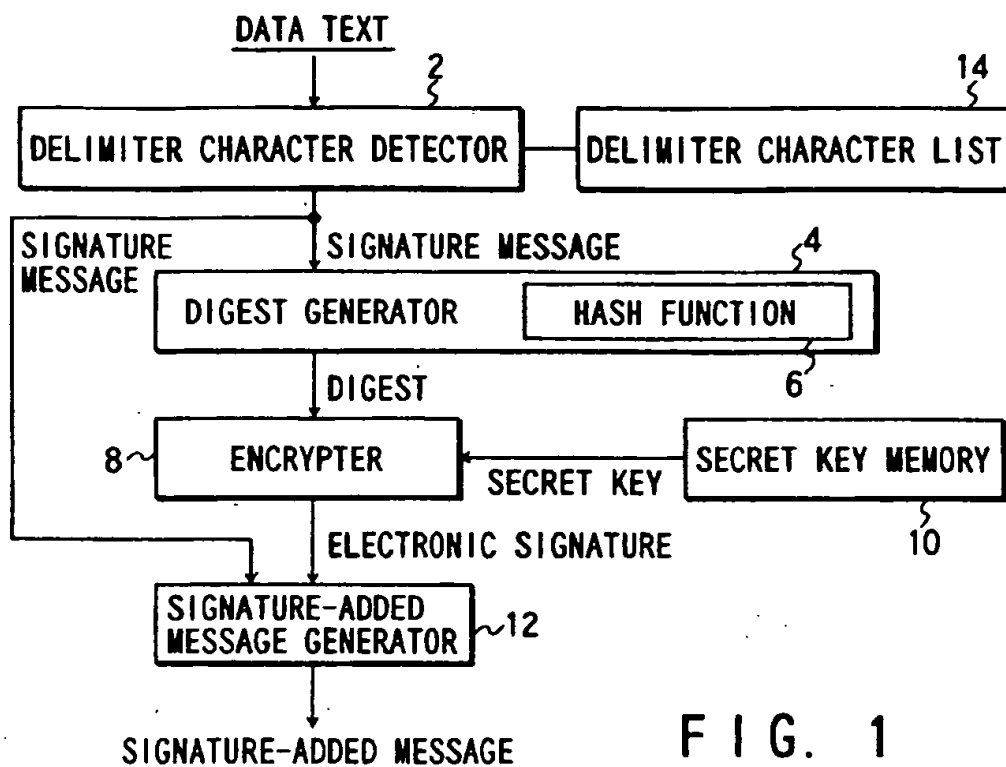 DATA TEXT
2
14
DELIMITER CHARACTER DETECTOR
DELIMITER CHARACTER LIST
SIGNATURE
MESSAGE
SIGNATURE MESSAGE
4
DIGEST GENERATOR
HASH FUNCTION
6
DIGEST
8
ENCRYPTER
SECRET KEY
SECRET KEY MEMORY
10
ELECTRONIC SIGNATURE
SIGNATURE-ADDED
MESSAGE GENERATOR
12
SIGNATURE-ADDED MESSAGE
FIG. 1